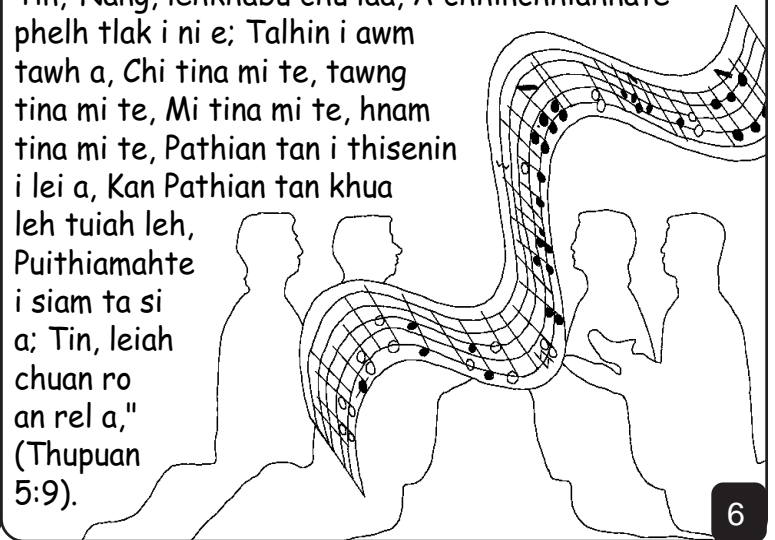 phelh tlak i ni e; Talhin i awm
tawh a, Chi tina mi te, tawng
tina mi te, Mi tina mi te, hnam
tina mi te, Pathian tan i thisenin
i lei a, Kan Pathian tan khua
leh tuiah leh,
Puithiamahte
i siam ta si
a; Tin, leiah
chuan ro
an rel a,"
(Thupuan
5:9).
6